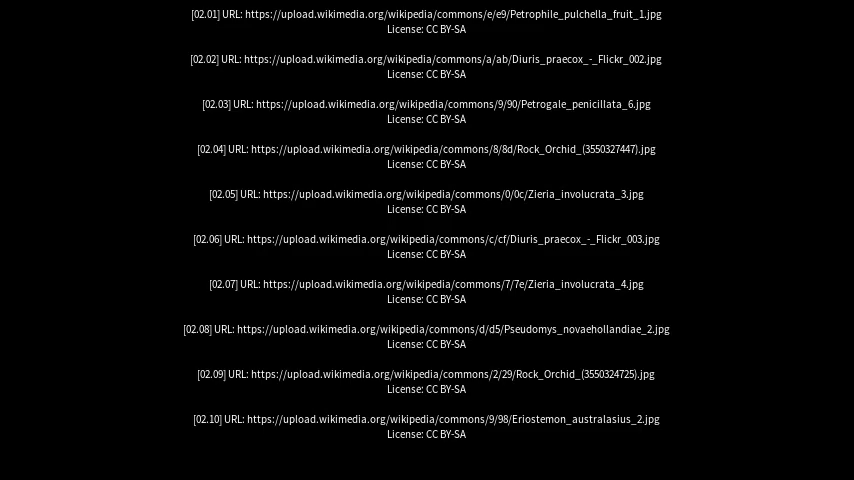 [02.01] URL: https://upload.wikimedia.org/wikipedia/commons/e/e9/Petrophile_pulchella_fruit_1.jpg
License: CC BY-SA
[02.02] URL: https://upload.wikimedia.org/wikipedia/commons/a/ab/Diuris_praecox_-_Flickr_002.jpg
License: CC BY-SA
[02.03] URL: https://upload.wikimedia.org/wikipedia/commons/9/90/Petrogale_penicillata_6.jpg
License: CC BY-SA
[02.04] URL: https://upload.wikimedia.org/wikipedia/commons/8/8d/Rock_Orchid_(3550327447).jpg
License: CC BY-SA
[02.05] URL: https://upload.wikimedia.org/wikipedia/commons/0/0c/Zieria_involucrata_3.jpg
License: CC BY-SA
[02.06] URL: https://upload.wikimedia.org/wikipedia/commons/c/cf/Diuris_praecox_-_Flickr_003.jpg
License: CC BY-SA
[02.07] URL: https://upload.wikimedia.org/wikipedia/commons/7/7e/Zieria_involucrata_4.jpg
License: CC BY-SA
[02.08] URL: https://upload.wikimedia.org/wikipedia/commons/d/d5/Pseudomys_novaehollandiae_2.jpg
License: CC BY-SA
[02.09] URL: https://upload.wikimedia.org/wikipedia/commons/2/29/Rock_Orchid_(3550324725).jpg
License: CC BY-SA
[02.10] URL: https://upload.wikimedia.org/wikipedia/commons/9/98/Eriostemon_australasius_2.jpg
License: CC BY-SA